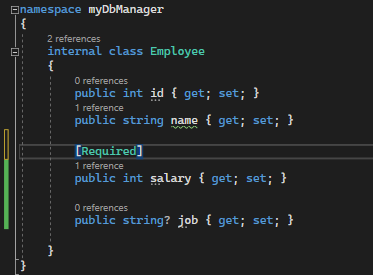 namespace myDbManager
{
2 references
internal class Employee
{
0 references
public int id { get; set; }
1 reference
public string name { get; set; }
[Required]
1 reference
public int salary { get; set; }
0 references
public string? job { get; set; }
}
}